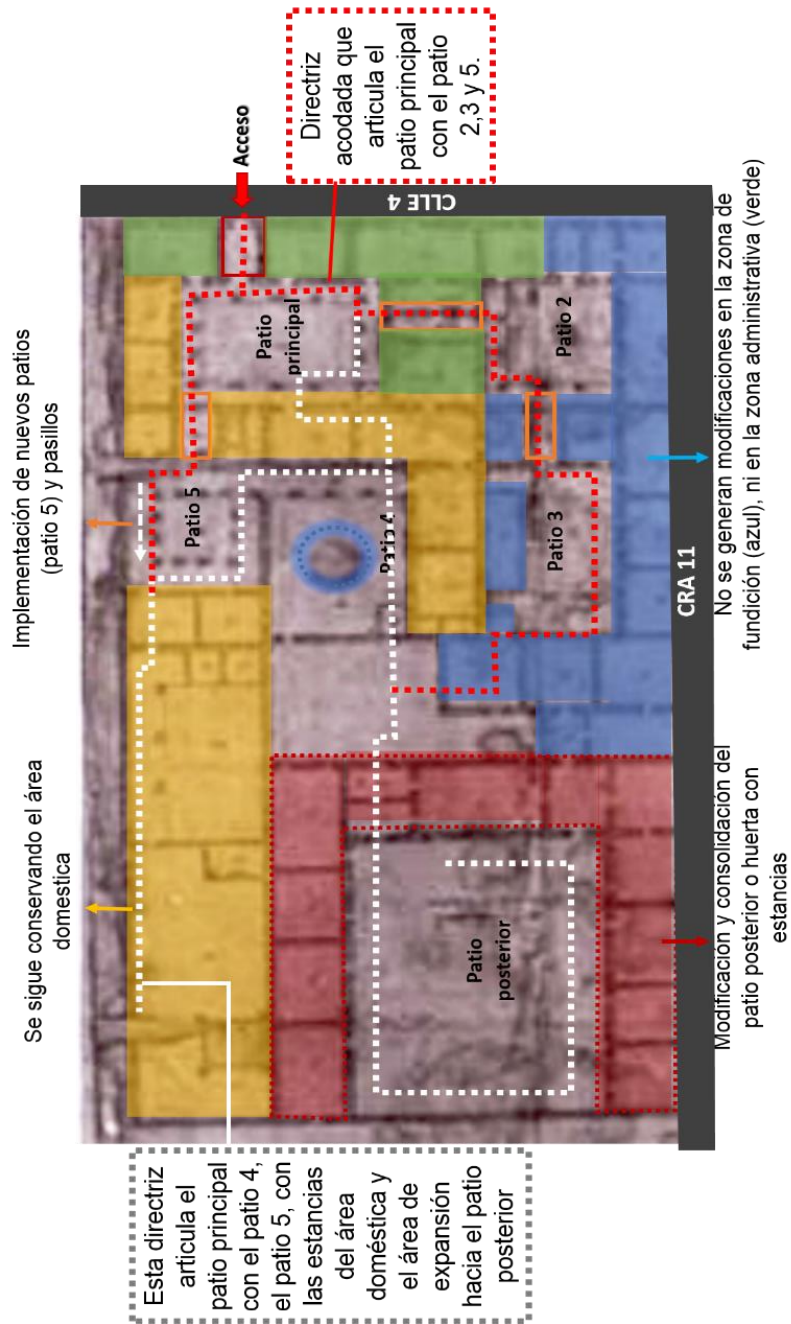 Implementación de nuevos patios
(patio 5) y pasillos
Se sigue conservando el área
domestica
Acceso
Directriz
acodada que
articula el
patio principal
con el patio
2,3 y 5.
CLLE 4
Patio
principal
Patio 2
Patio 5
Patio 4
Patio 3
Patio
posterior
CRA 11
Esta directriz
articula el
patio principal
con el patio 4,
el patio 5, con
las estancias
del área
doméstica y
el área de
expansión
hacia el patio
posterior
Modificación y consolidación del
patio posterior o huerta con
estancias
No se generan modificaciones en la zona de
fundición (azul), ni en la zona administrativa (verde)